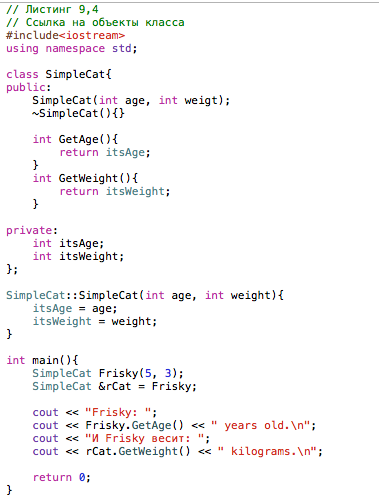 // Листинг 9,4
// Ссылка на объекты класса
#include<iostream>
using namespace std;

class SimpleCat{
public:
    SimpleCat(int age, int weigt);
    ~SimpleCat(){}

    int GetAge(){
        return itsAge;
    }
    int GetWeight(){
        return itsWeight;
    }

private:
    int itsAge;
    int itsWeight;
};

SimpleCat::SimpleCat(int age, int weight){
    itsAge = age;
    itsWeight = weight;
}

int main(){
    SimpleCat Frisky(5, 3);
    SimpleCat &rCat = Frisky;

    cout << "Frisky: ";
    cout << Frisky.GetAge() << " years old.\n";
    cout << "И Frisky весит: ";
    cout << rCat.GetWeight() << " kilograms.\n";

    return 0;
}